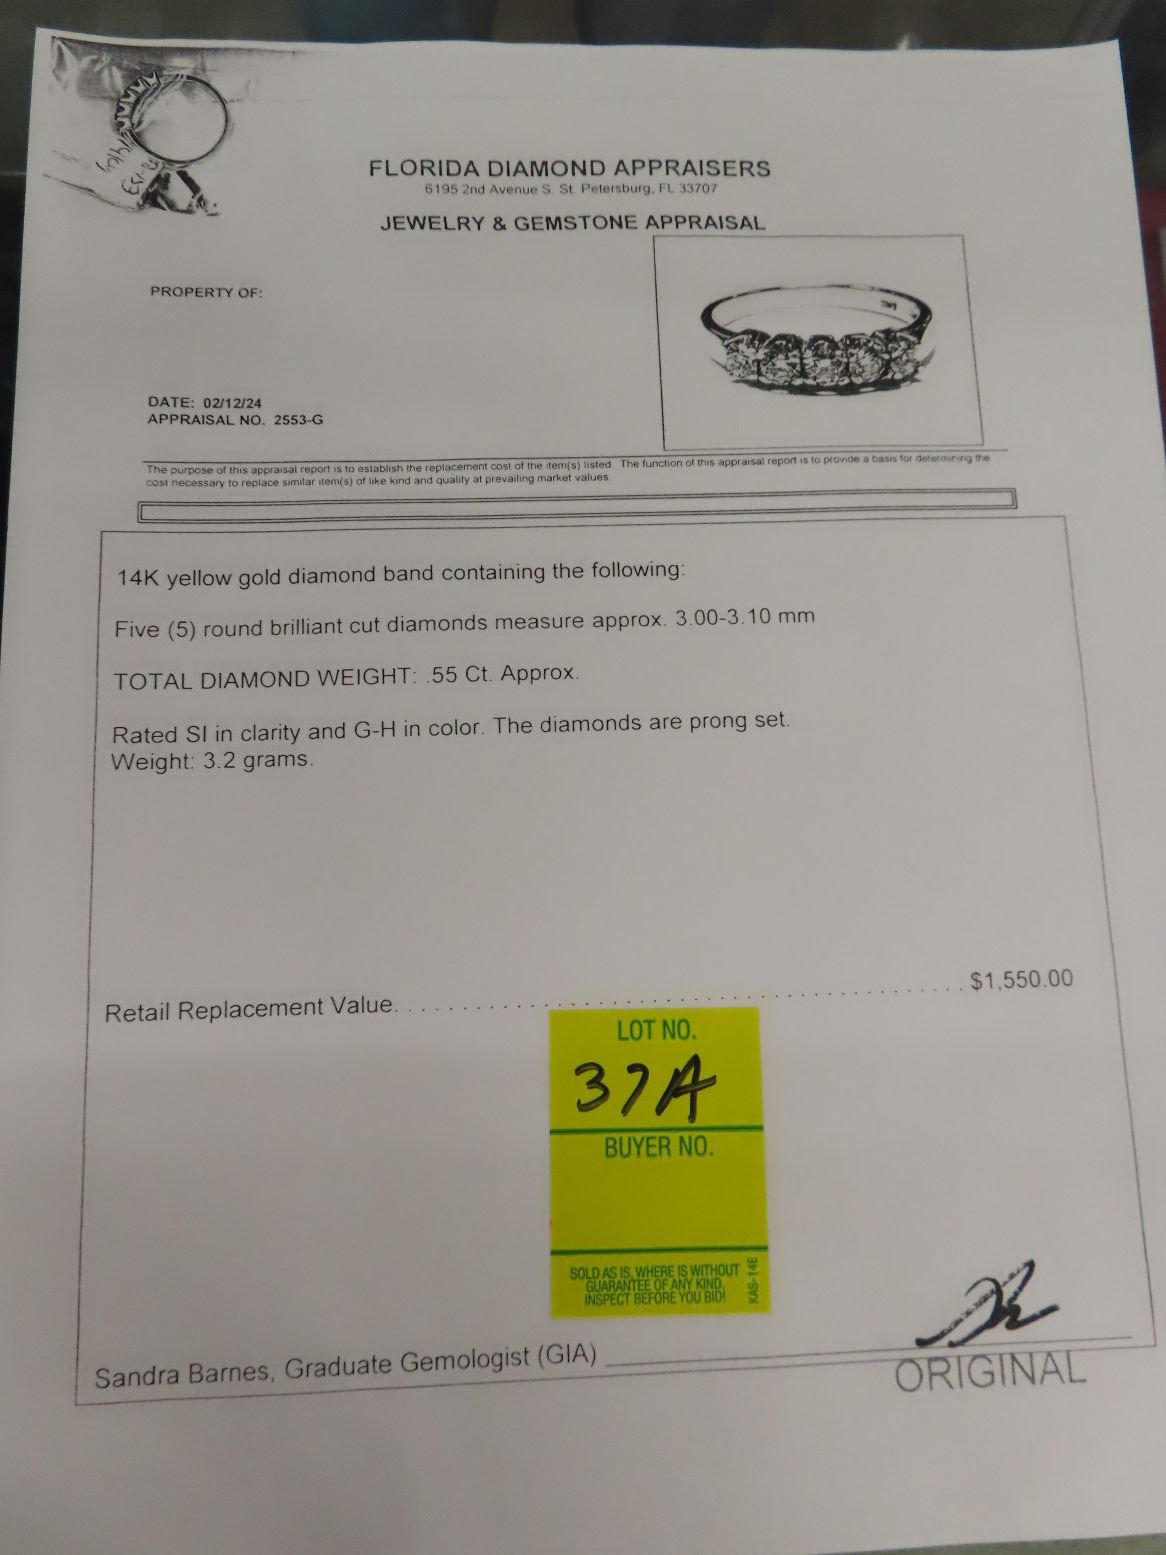 FLORIDA DIAMOND APPRAISERS
6195 2nd Avenue S. St. Petersburg, FL 33707
JEWELRY & GEMSTONE APPRAISAL
PROPERTY OF:
DATE: 02/12/24
APPRAISAL NO. 2553-G
The purpose of this appraisal report is to establish the replacement cost of the item(s) listed. The function of this appraisal report is to provide a basis for determining the
cost necessary to replace similar item(s) of like kind and quality at prevailing market values.
14K yellow gold diamond band containing the following:
Five (5) round brilliant cut diamonds measure approx. 3.00-3.10 mm
TOTAL DIAMOND WEIGHT: .55 Ct. Approx.
Rated SI in clarity and G-H in color. The diamonds are prong set.
Weight: 3.2 grams.
Retail Replacement Value. . . . . . . . . . . . . . . . . . . . . . . . . . . . . . . . . . . . . . . . $1,550.00
LOT NO.
37A
BUYER NO.
SOLD AS IS, WHERE IS WITHOUT
GUARANTEE OF ANY KIND.
INSPECT BEFORE YOU BID!
KAS-14E
Sandra Barnes, Graduate Gemologist (GIA)
ORIGINAL